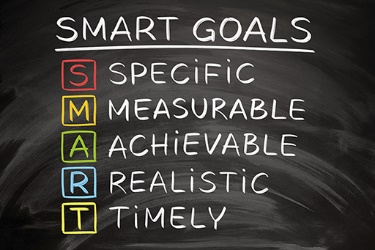 SMART GOALS
S SPECIFIC
M MEASURABLE
A ACHIEVABLE
R REALISTIC
T TIMELY